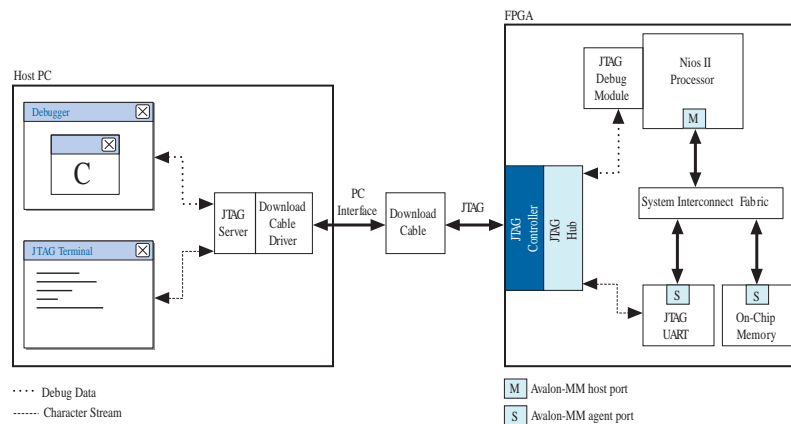 FPGA
Host PC
Debugger
C
JTAG Terminal
JTAG
Server
Download
Cable
Driver
PC
Interface
Download
Cable
JTAG
JTAG
Controller
JTAG
Hub
JTAG
Debug
Module
Nios II
Processor
M
System Interconnect Fabric
S
JTAG
UART
S
On-Chip
Memory
Debug Data
Character Stream
M Avalon-MM host port
S Avalon-MM agent port